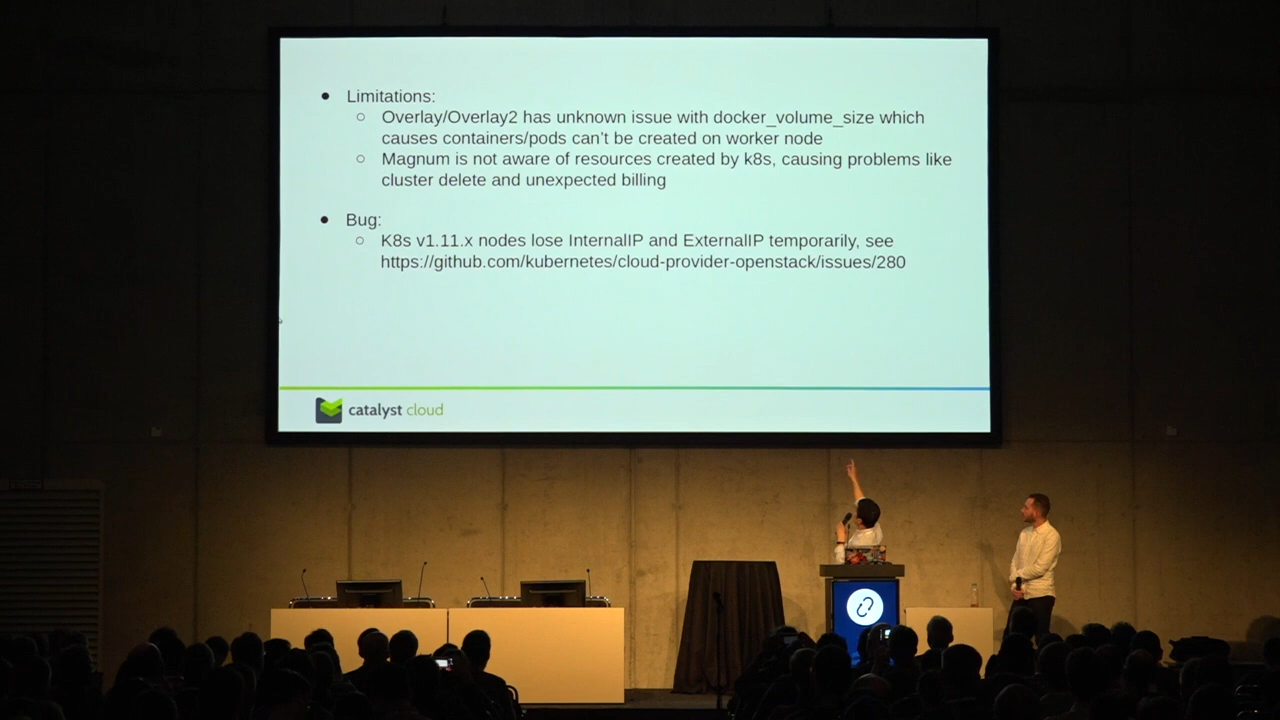 ● Limitations:
○ Overlay/Overlay2 has unknown issue with docker_volume_size which
causes containers/pods can't be created on worker node
○ Magnum is not aware of resources created by k8s, causing problems like
cluster delete and unexpected billing
● Bug:
○ K8s v1.11.x nodes lose InternalIP and ExternalIP temporarily, see
https://github.com/kubernetes/cloud-provider-openstack/issues/280
catalyst cloud